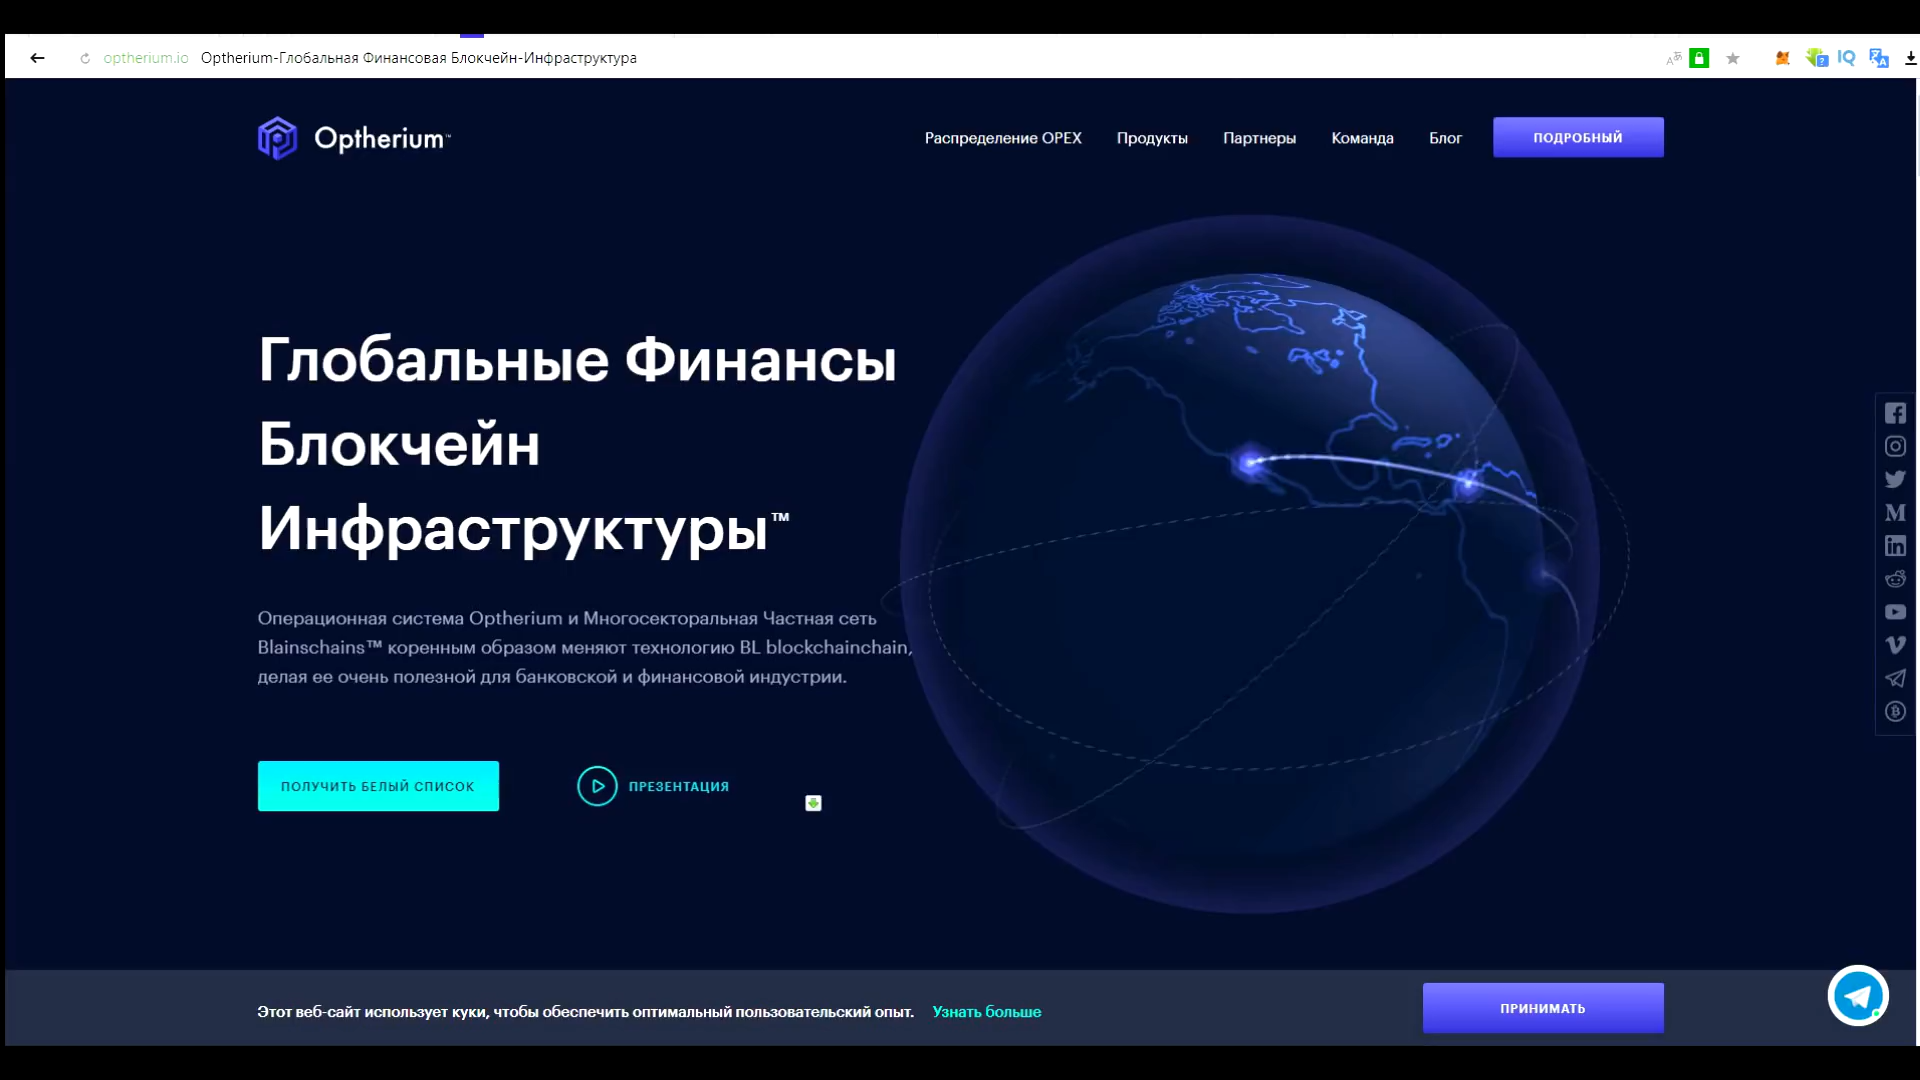 optherium.io Optherium-Глобальная Финансовая Блокчейн-Инфраструктура
Optherium™
Распределение OPEX
Продукты
Партнеры
Команда
Блог
ПОДРОБНЫЙ
Глобальные Финансы
Блокчейн
Инфраструктуры™
Операционная система Optherium и Многосекторальная Частная сеть
Blainschains™ коренным образом меняют технологию BL blockchainchain,
делая ее очень полезной для банковской и финансовой индустрии.
ПОЛУЧИТЬ БЕЛЫЙ СПИСОК
ПРЕЗЕНТАЦИЯ
Этот веб-сайт использует куки, чтобы обеспечить оптимальный пользовательский опыт. Узнать больше
ПРИНИМАТЬ